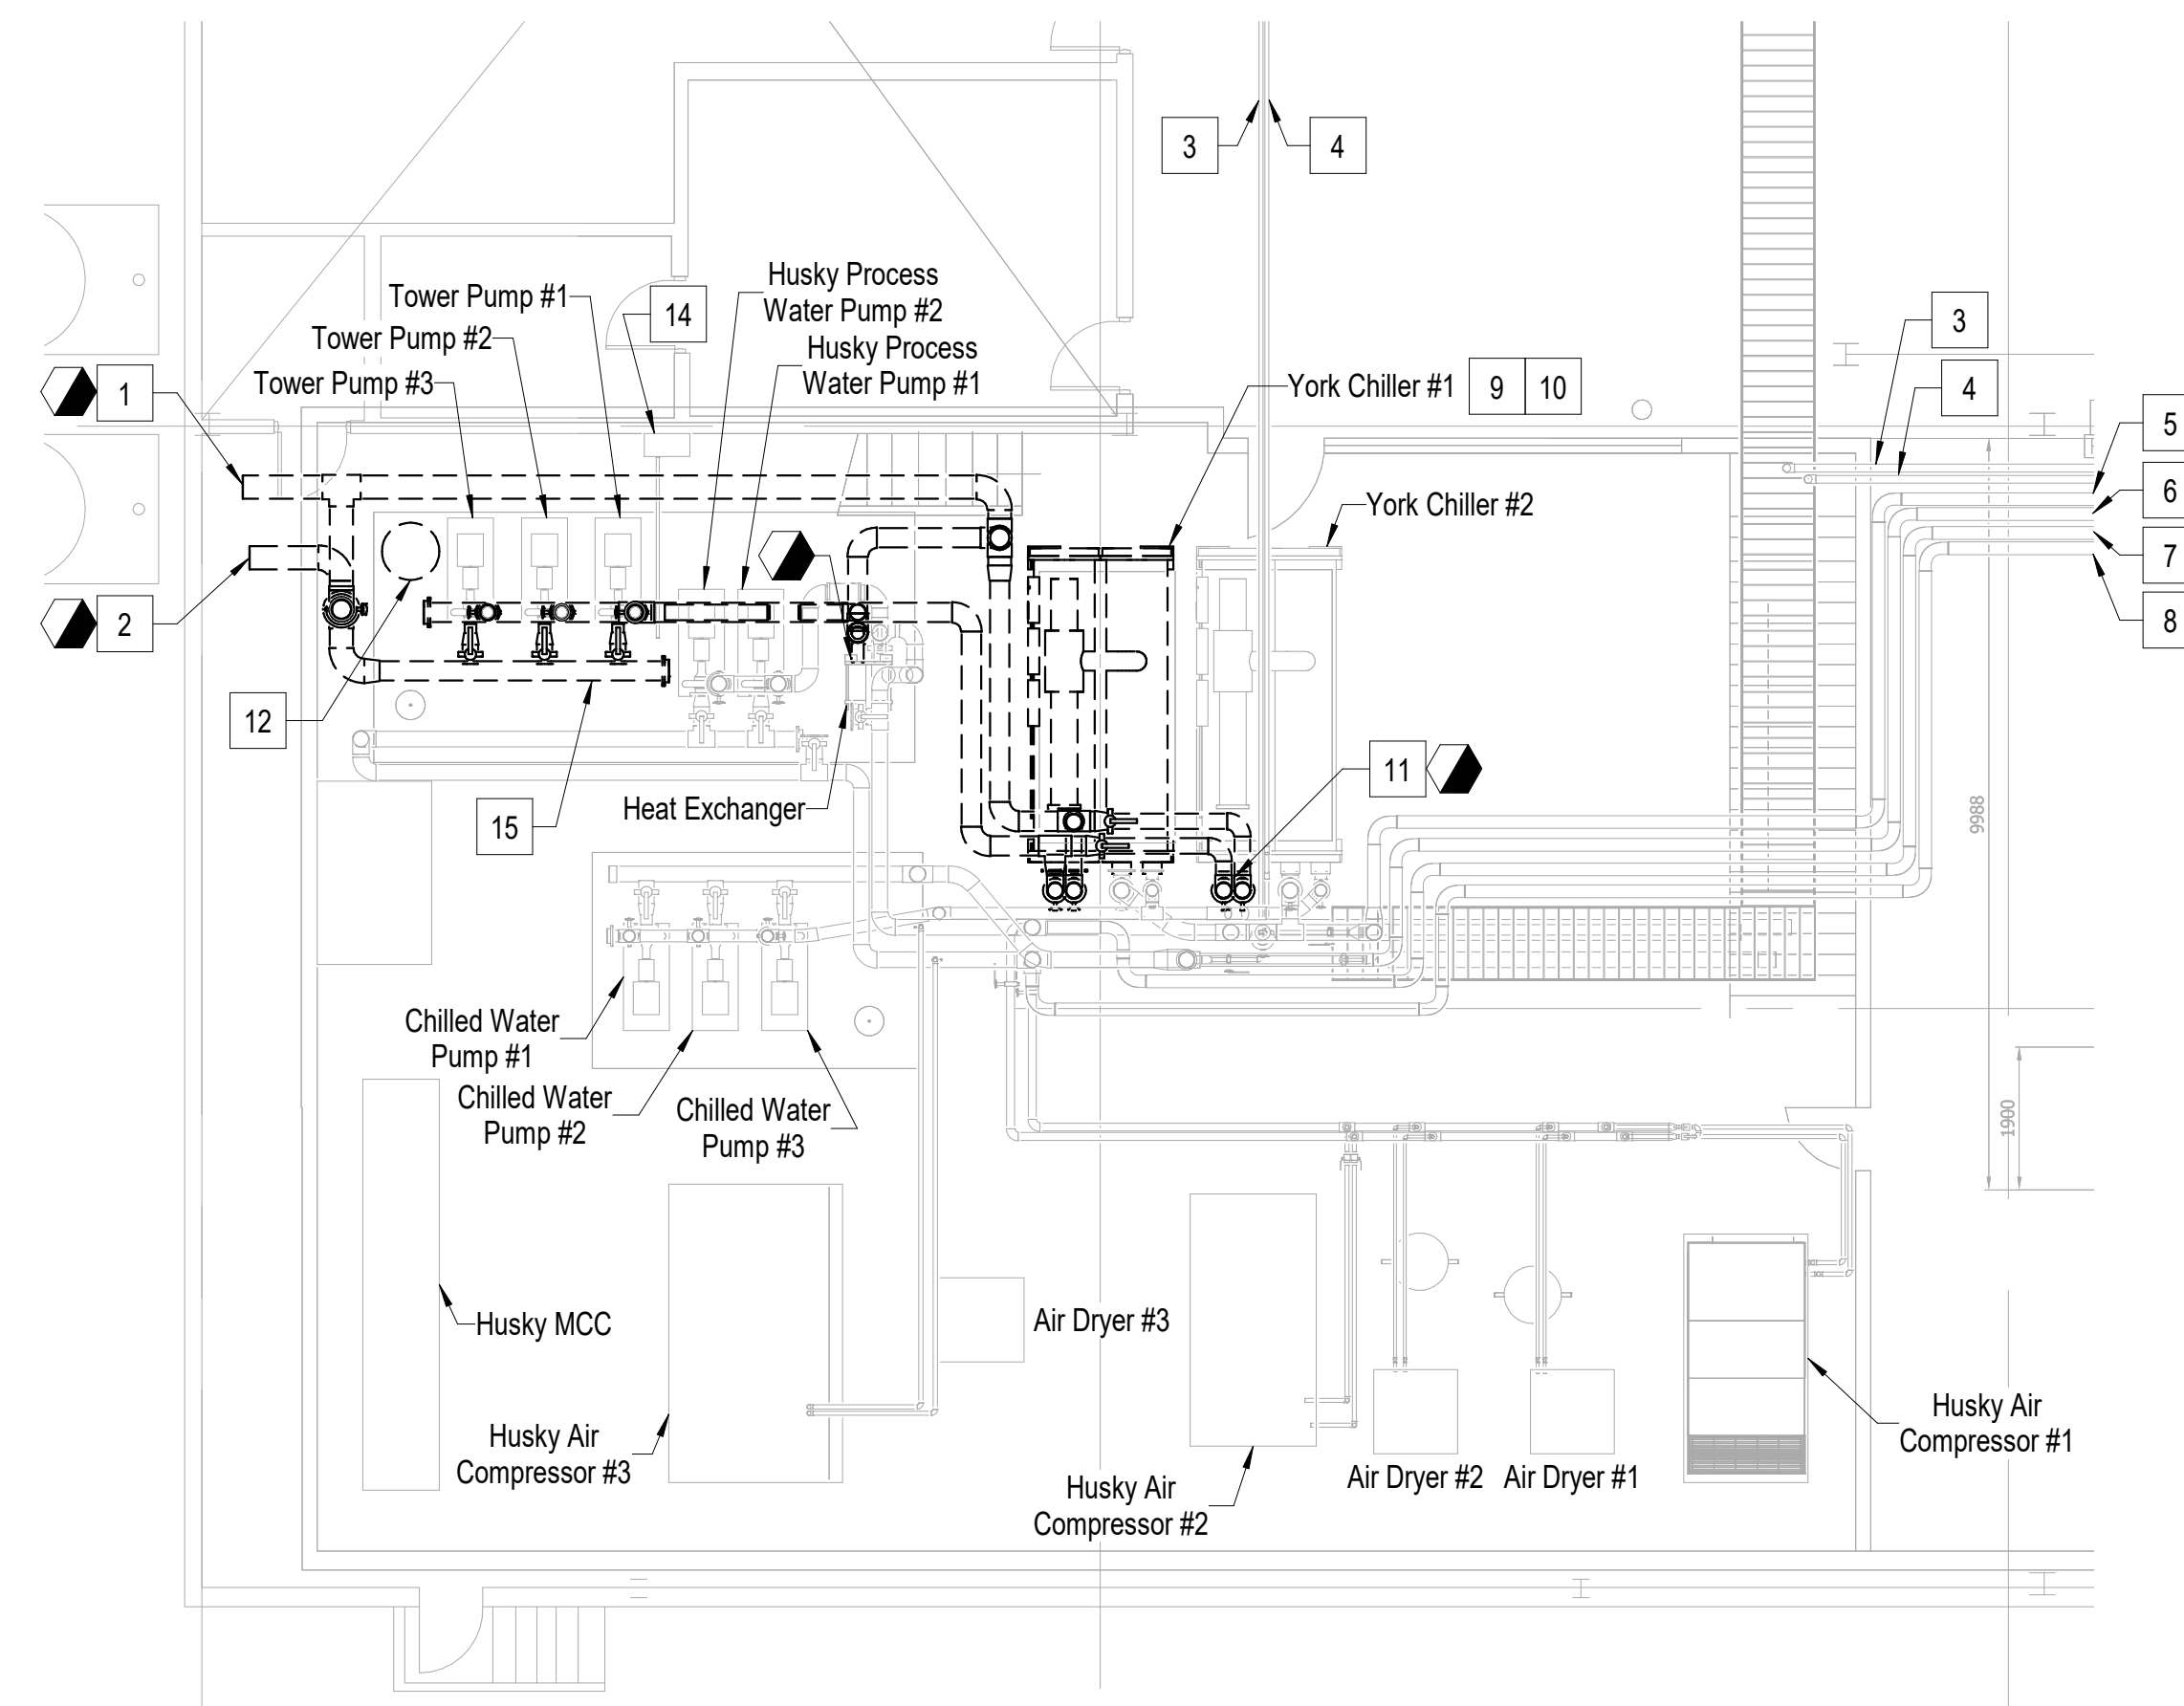 3
4
Husky Process
Water Pump #2
Tower Pump #1
14
Tower Pump #2
Husky Process
Water Pump #1
Tower Pump #3
1
York Chiller #1
9
10
3
4
5
6
7
8
York Chiller #2
2
12
11
Heat Exchanger
15
9988
Chilled Water
Pump #1
Chilled Water
Pump #2
Chilled Water
Pump #3
1900
Husky MCC
Air Dryer #3
Husky Air
Compressor #3
Husky Air
Compressor #2
Air Dryer #2
Air Dryer #1
Husky Air
Compressor #1